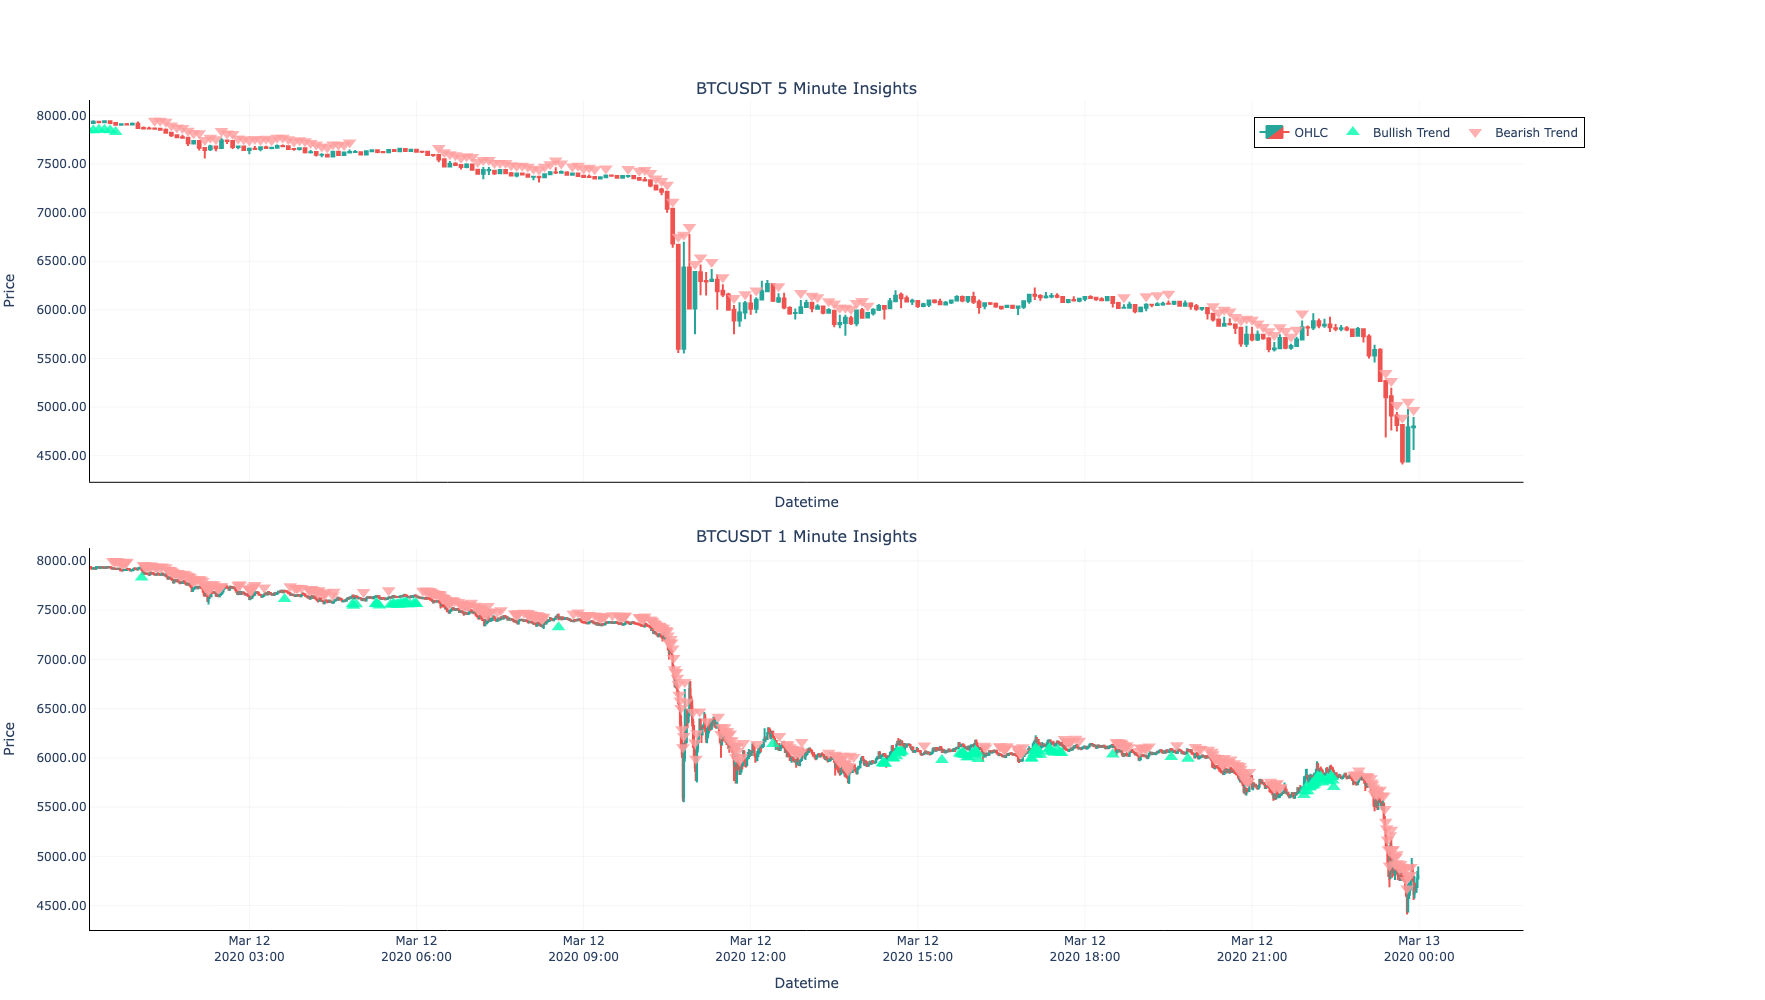 BTCUSDT 5 Minute Insights
8000.00
7500.00
7000.00
6500.00
6000.00
5500.00
5000.00
4500.00
Price
OHLC Bullish Trend Bearish Trend
Datetime
BTCUSDT 1 Minute Insights
8000.00
7500.00
7000.00
6500.00
6000.00
5500.00
5000.00
4500.00
Price
Mar 12 Mar 12 Mar 12 Mar 12 Mar 12 Mar 12 Mar 12 Mar 13
2020 03:00 2020 06:00 2020 09:00 2020 12:00 2020 15:00 2020 18:00 2020 21:00 2020 00:00
Datetime